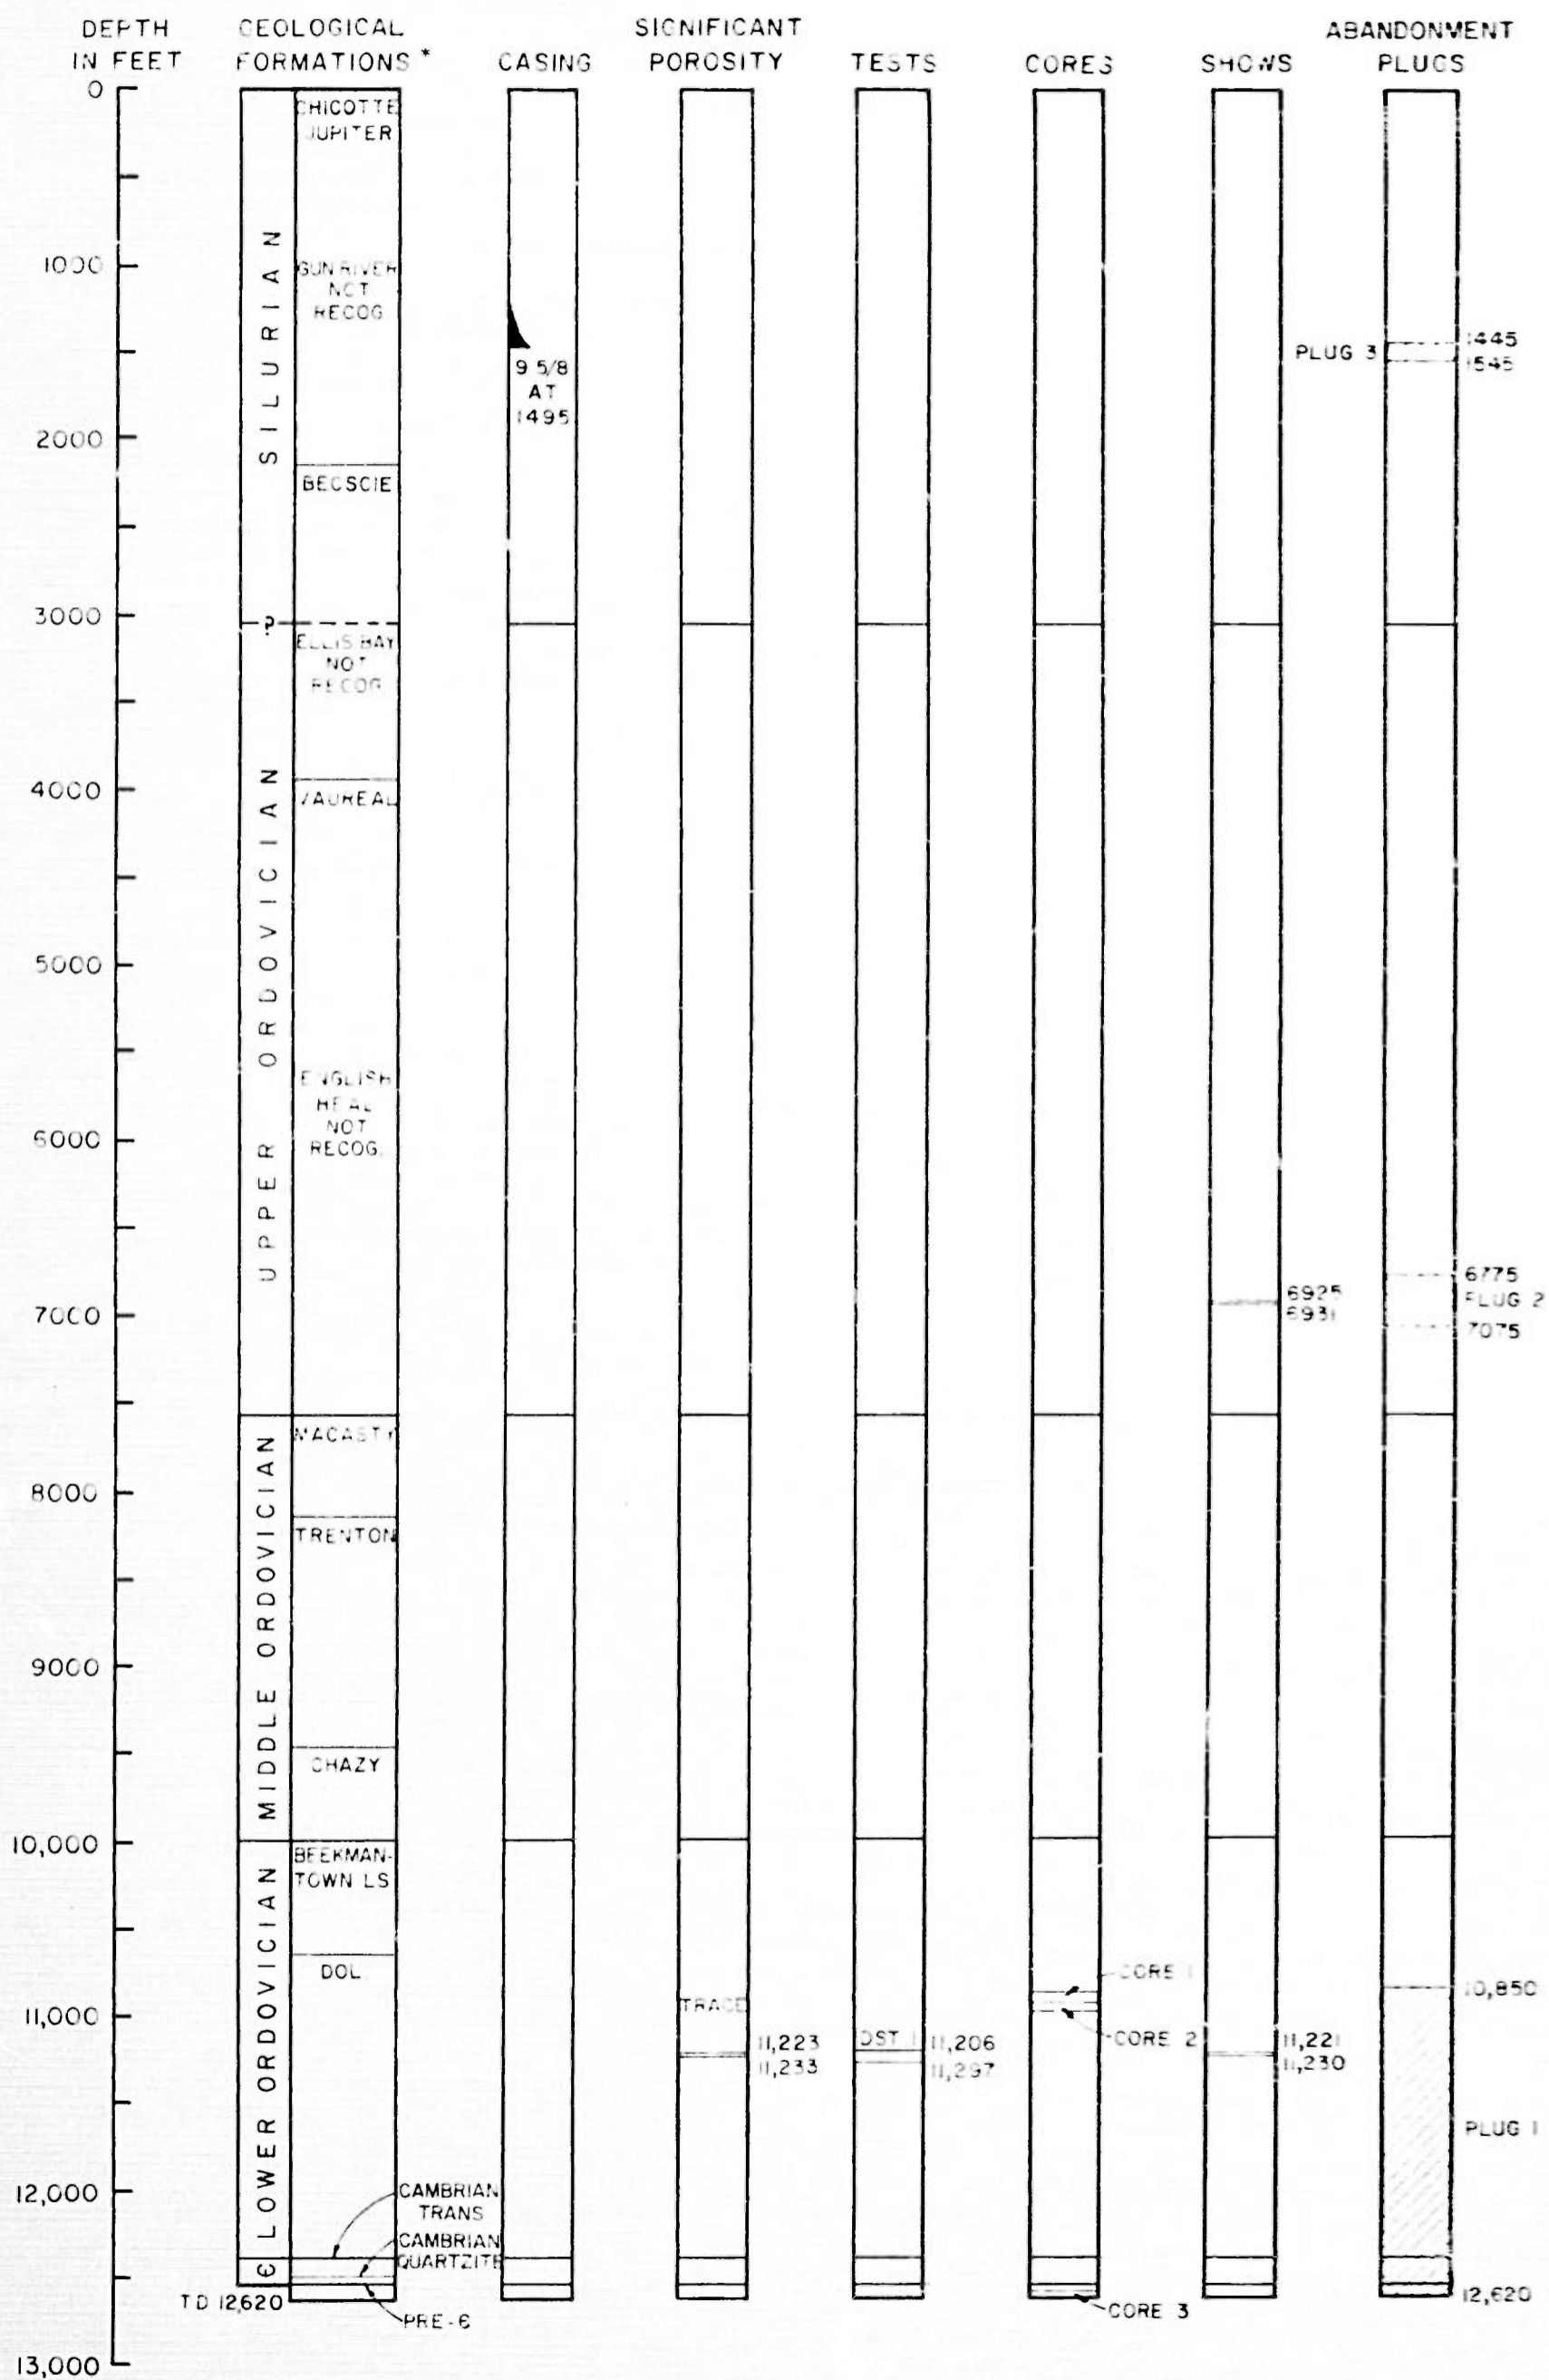 DEPTH
IN FEET
GEOLOGICAL
FORMATIONS *
CASING
SIGNIFICANT
POROSITY
TESTS
CORES
SHOWS
ABANDONMENT
PLUGS
0
1000
2000
3000
4000
5000
6000
7000
8000
9000
10,000
11,000
12,000
13,000
SILURIAN
?
UPPER ORDOVICIAN
MIDDLE ORDOVICIAN
LOWER ORDOVICIAN
Є
TD 12,620
CHICOTTE
JUPITER
GUN RIVER
NOT
RECOG
BECSCIE
ELLIS BAY
NOT
RECOG
VAUREAL
ENGLISH
HEAD
NOT
RECOG.
MACASTY
TRENTON
CHAZY
BEEKMAN-
TOWN LS
DOL
CAMBRIAN
TRANS
CAMBRIAN
QUARTZITE
PRE-Є
9 5/8
AT
1495
TRACE
11,223
11,233
DST 1
11,206
11,297
CORE 1
CORE 2
CORE 3
6925
6931
11,221
11,230
PLUG 3
1445
1545
6775
PLUG 2
7075
10,850
PLUG 1
12,620